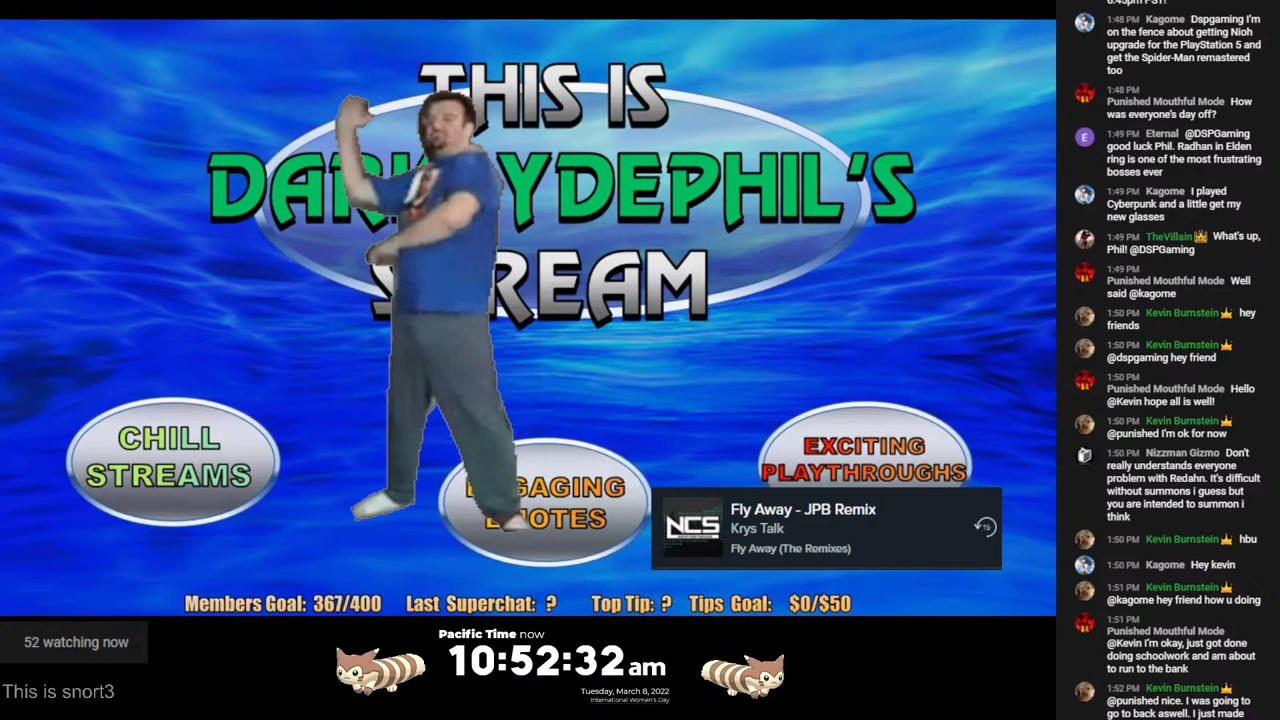 THIS IS
DARKSYDEPHIL'S
STREAM
CHILL
STREAMS
ENGAGING
EMOTES
EXCITING
PLAYTHROUGHS
NCS
Fly Away - JPB Remix
Krys Talk
Fly Away (The Remixes)
15
Members Goal: 367/400 Last Superchat: ? Top Tip: ? Tips Goal: $0/$50
52 watching now
This is snort3
Pacific Time now
10:52:32 am
Tuesday, March 8, 2022
International Women's Day
1:48 PM Kagome Dspgaming I'm
on the fence about getting Nioh
upgrade for the PlayStation 5 and
get the Spider-Man remastered
too
1:48 PM
Punished Mouthful Mode How
was everyone's day off?
E
1:49 PM Eternal @DSPGaming
good luck Phil. Radhan in Elden
ring is one of the most frustrating
bosses ever
1:49 PM Kagome I played
Cyberpunk and a little get my
new glasses
1:49 PM TheVillain What's up,
Phil! @DSPGaming
1:49 PM
Punished Mouthful Mode Well
said @kagome
1:50 PM Kevin Burnstein hey
friends
1:50 PM Kevin Burnstein
@dspgaming hey friend
1:50 PM
Punished Mouthful Mode Hello
@Kevin hope all is well!
1:50 PM Kevin Burnstein
@punished I'm ok for now
1:50 PM Nizzman Gizmo Don't
really understands everyone
problem with Redahn. It's difficult
without summons i guess but
you are intended to summon i
think
1:50 PM Kevin Burnstein hbu
1:50 PM Kagome Hey kevin
1:51 PM Kevin Burnstein
@kagome hey friend how u doing
1:51 PM
Punished Mouthful Mode
@Kevin I'm okay, just got done
doing schoolwork and am about
to run to the bank
1:52 PM Kevin Burnstein
@punished nice. I was going to
go to back aswell. I just made